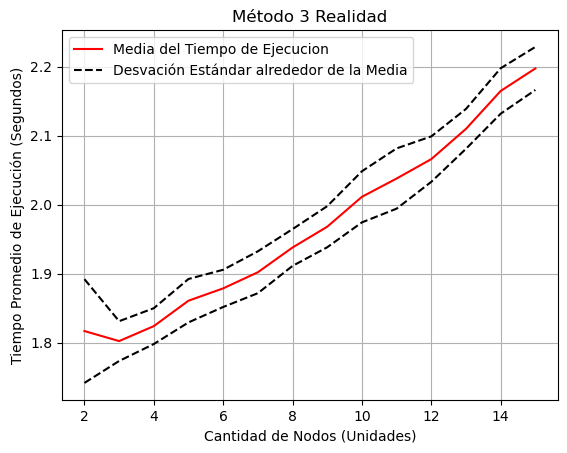 Método 3 Realidad
Media del Tiempo de Ejecucion
Desvación Estándar alrededor de la Media
Tiempo Promedio de Ejecución (Segundos)
2.2
2.1
2.0
1.9
1.8
2 4 6 8 10 12 14
Cantidad de Nodos (Unidades)